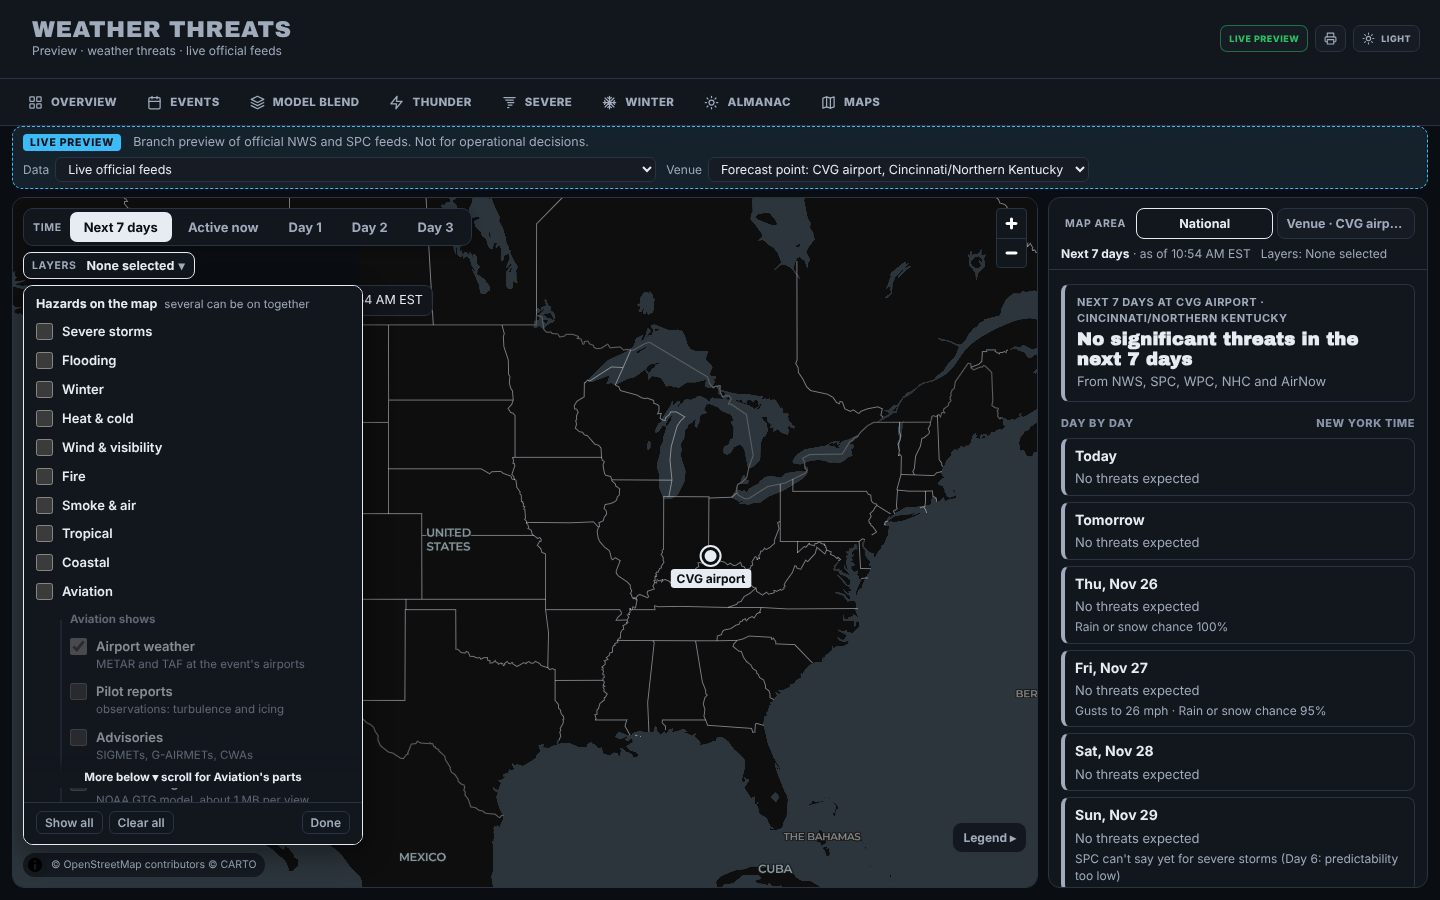 WEATHER THREATS
Preview · weather threats · live official feeds
LIVE PREVIEW
LIGHT
OVERVIEW
EVENTS
MODEL BLEND
THUNDER
SEVERE
WINTER
ALMANAC
MAPS
LIVE PREVIEW
Branch preview of official NWS and SPC feeds. Not for operational decisions.
Data
Live official feeds
Venue
Forecast point: CVG airport, Cincinnati/Northern Kentucky
TIME
Next 7 days
Active now
Day 1
Day 2
Day 3
LAYERS
None selected ▾
4 AM EST
Hazards on the map several can be on together
Severe storms
Flooding
Winter
Heat & cold
Wind & visibility
Fire
Smoke & air
Tropical
Coastal
Aviation
Aviation shows
Airport weather
METAR and TAF at the event's airports
Pilot reports
observations: turbulence and icing
Advisories
SIGMETs, G-AIRMETs, CWAs
More below ▾ scroll for Aviation's parts
NOAA GTG model, about 1 MB per view
Show all
Clear all
Done
© OpenStreetMap contributors © CARTO
+
−
UNITED
STATES
CVG airport
BER
THE BAHAMAS
MEXICO
CUBA
Legend ▸
MAP AREA
National
Venue · CVG airp...
Next 7 days · as of 10:54 AM EST Layers: None selected
NEXT 7 DAYS AT CVG AIRPORT ·
CINCINNATI/NORTHERN KENTUCKY
No significant threats in the
next 7 days
From NWS, SPC, WPC, NHC and AirNow
DAY BY DAY
NEW YORK TIME
Today
No threats expected
Tomorrow
No threats expected
Thu, Nov 26
No threats expected
Rain or snow chance 100%
Fri, Nov 27
No threats expected
Gusts to 26 mph · Rain or snow chance 95%
Sat, Nov 28
No threats expected
Sun, Nov 29
No threats expected
SPC can't say yet for severe storms (Day 6: predictability
too low)